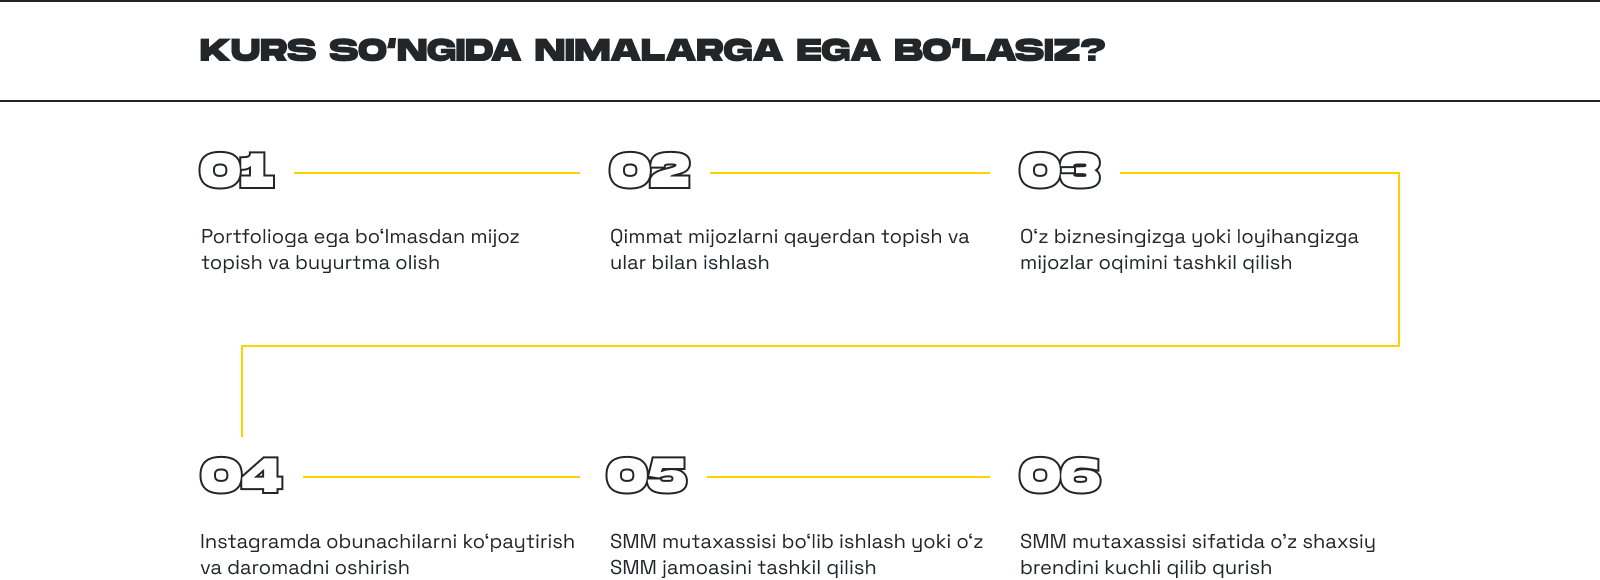 KURS SO‘NGIDA NIMALARGA EGA BO‘LASIZ?
01
02
03
Portfolioga ega bo‘lmasdan mijoz
topish va buyurtma olish
Qimmat mijozlarni qayerdan topish va
ular bilan ishlash
O‘z biznesingizga yoki loyihangizga
mijozlar oqimini tashkil qilish
04
05
06
Instagramda obunachilarni ko‘paytirish
va daromadni oshirish
SMM mutaxassisi bo‘lib ishlash yoki o‘z
SMM jamoasini tashkil qilish
SMM mutaxassisi sifatida o’z shaxsiy
brendini kuchli qilib qurish